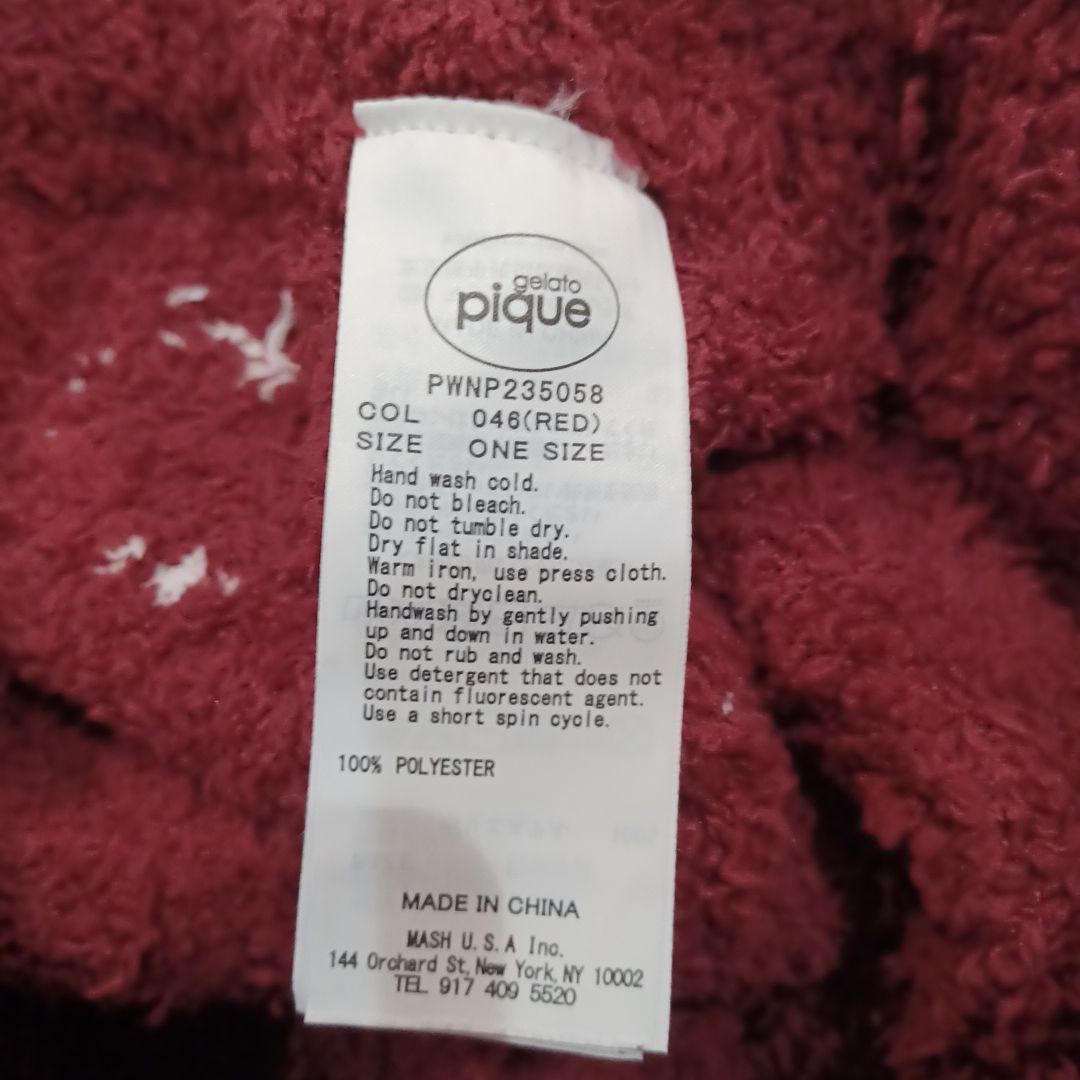 gelato
pique
PWNP235058
COL 046(RED)
SIZE ONE SIZE
Hand wash cold.
Do not bleach.
Do not tumble dry.
Dry flat in shade.
Warm iron, use press cloth.
Do not dryclean.
Handwash by gently pushing
up and down in water.
Do not rub and wash.
Use detergent that does not
contain fluorescent agent.
Use a short spin cycle.
100% POLYESTER
MADE IN CHINA
MASH U.S.A Inc.
144 Orchard St, New York, NY 10002
TEL 917 409 5520